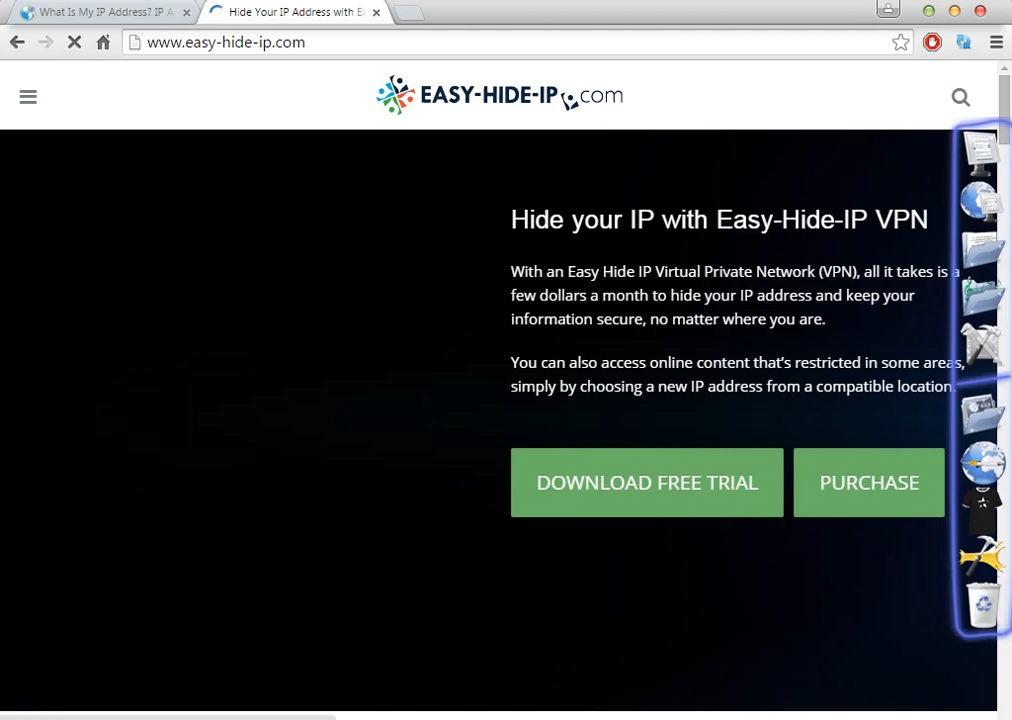 What Is My IP Address? IP A
Hide Your IP Address with Ea
www.easy-hide-ip.com
EASY-HIDE-IP.com
Hide your IP with Easy-Hide-IP VPN
With an Easy Hide IP Virtual Private Network (VPN), all it takes is a
few dollars a month to hide your IP address and keep your
information secure, no matter where you are.
You can also access online content that's restricted in some areas,
simply by choosing a new IP address from a compatible location.
DOWNLOAD FREE TRIAL
PURCHASE